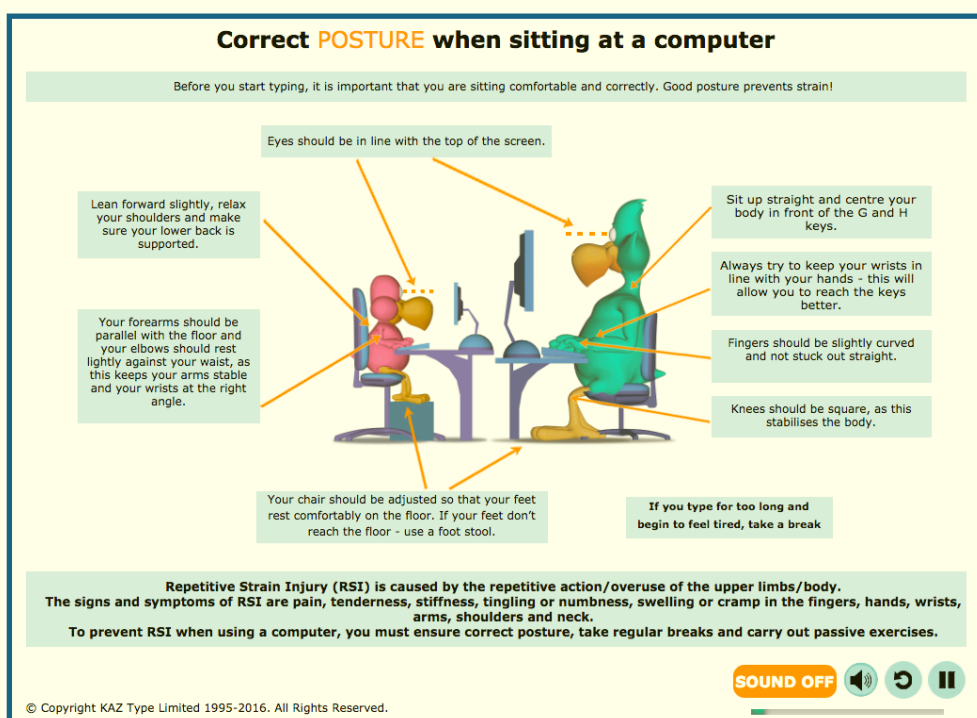 Correct POSTURE when sitting at a computer
Before you start typing, it is important that you are sitting comfortable and correctly. Good posture prevents strain!
Eyes should be in line with the top of the screen.
Lean forward slightly, relax
your shoulders and make
sure your lower back is
supported.
Sit up straight and centre your
body in front of the G and H
keys.
Always try to keep your wrists in
line with your hands - this will
allow you to reach the keys
better.
Your forearms should be
parallel with the floor and
your elbows should rest
lightly against your waist, as
this keeps your arms stable
and your wrists at the right
angle.
Fingers should be slightly curved
and not stuck out straight.
Knees should be square, as this
stabilises the body.
Your chair should be adjusted so that your feet
rest comfortably on the floor. If your feet don't
reach the floor - use a foot stool.
If you type for too long and
begin to feel tired, take a break
Repetitive Strain Injury (RSI) is caused by the repetitive action/overuse of the upper limbs/body.
The signs and symptoms of RSI are pain, tenderness, stiffness, tingling or numbness, swelling or cramp in the fingers, hands, wrists,
arms, shoulders and neck.
To prevent RSI when using a computer, you must ensure correct posture, take regular breaks and carry out passive exercises.
SOUND OFF
© Copyright KAZ Type Limited 1995-2016. All Rights Reserved.